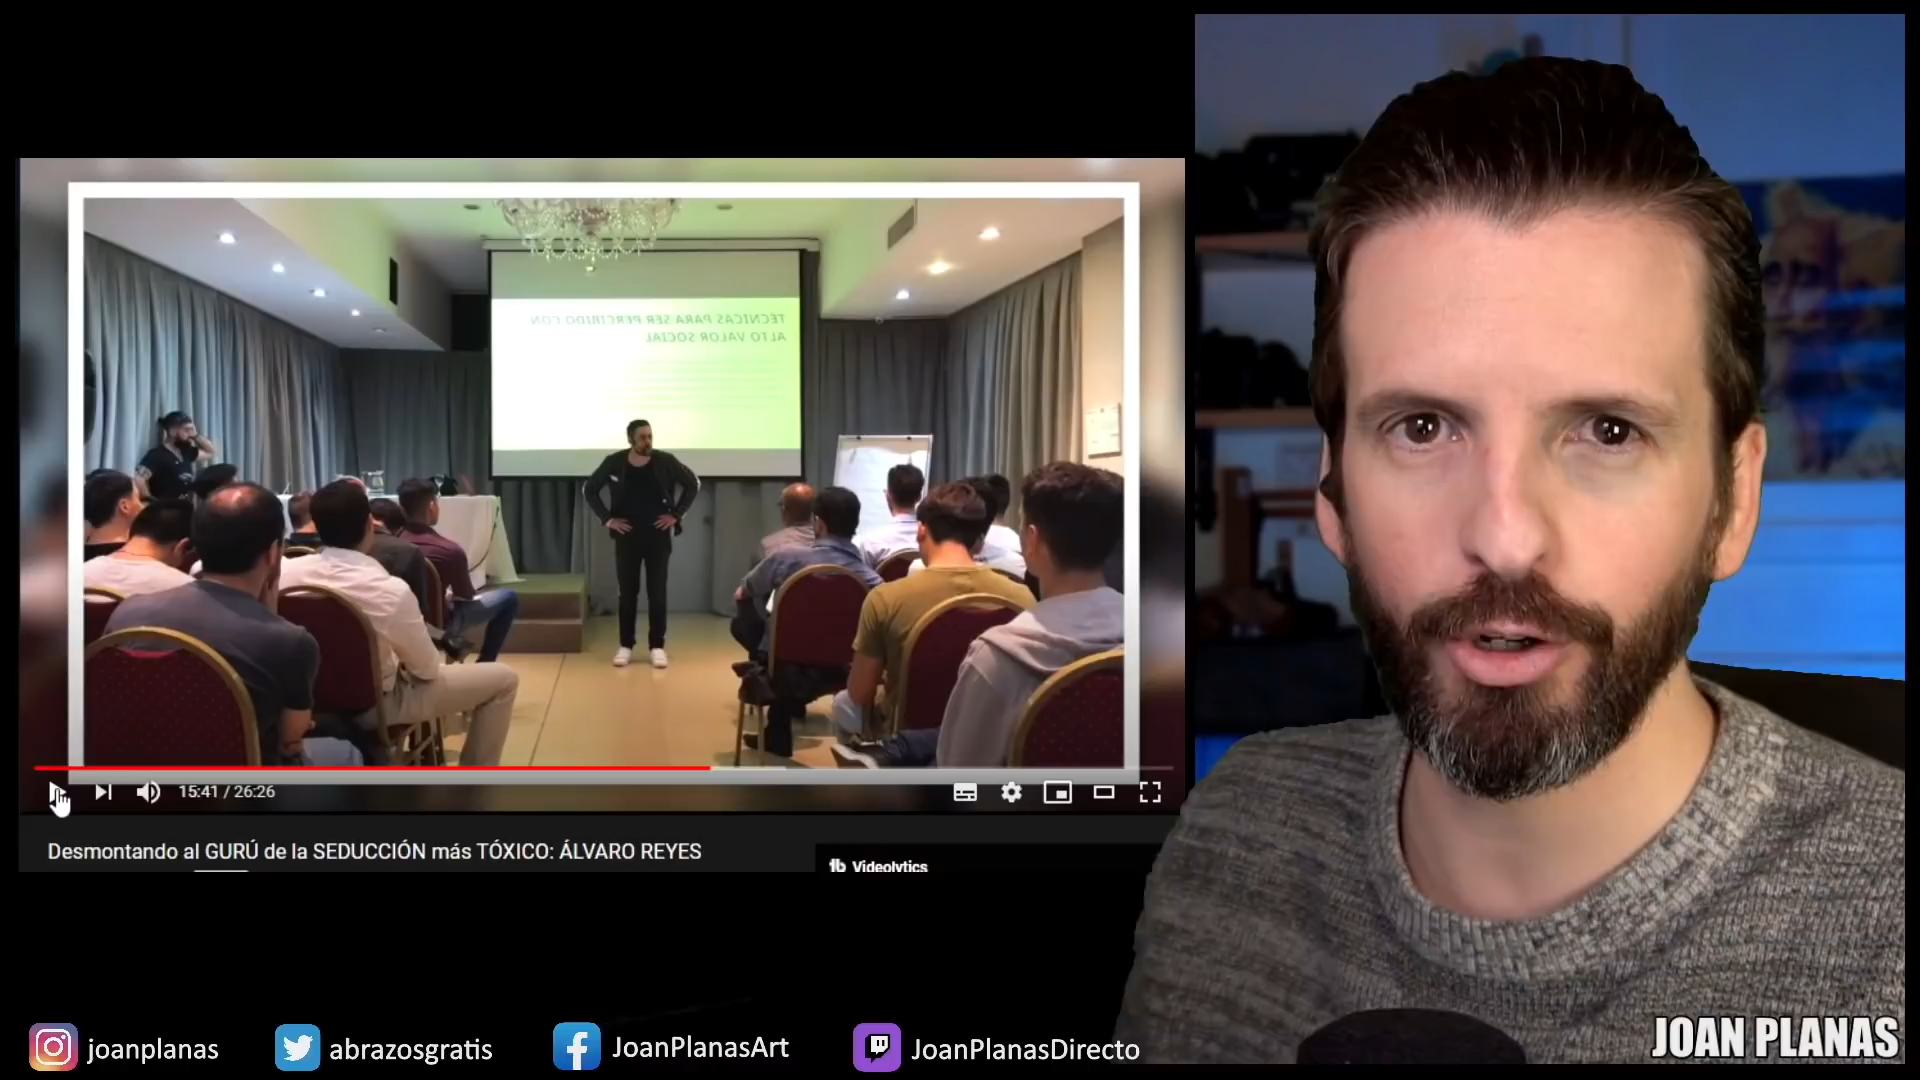 TÉCNICAS PARA SER PERCIBIDO CON
ALTO VALOR SOCIAL
15:41 / 26:26
Desmontando al GURÚ de la SEDUCCIÓN más TÓXICO: ÁLVARO REYES
Videolytics
joanplanas
abrazosgratis
JoanPlanasArt
JoanPlanasDirecto
JOAN PLANAS